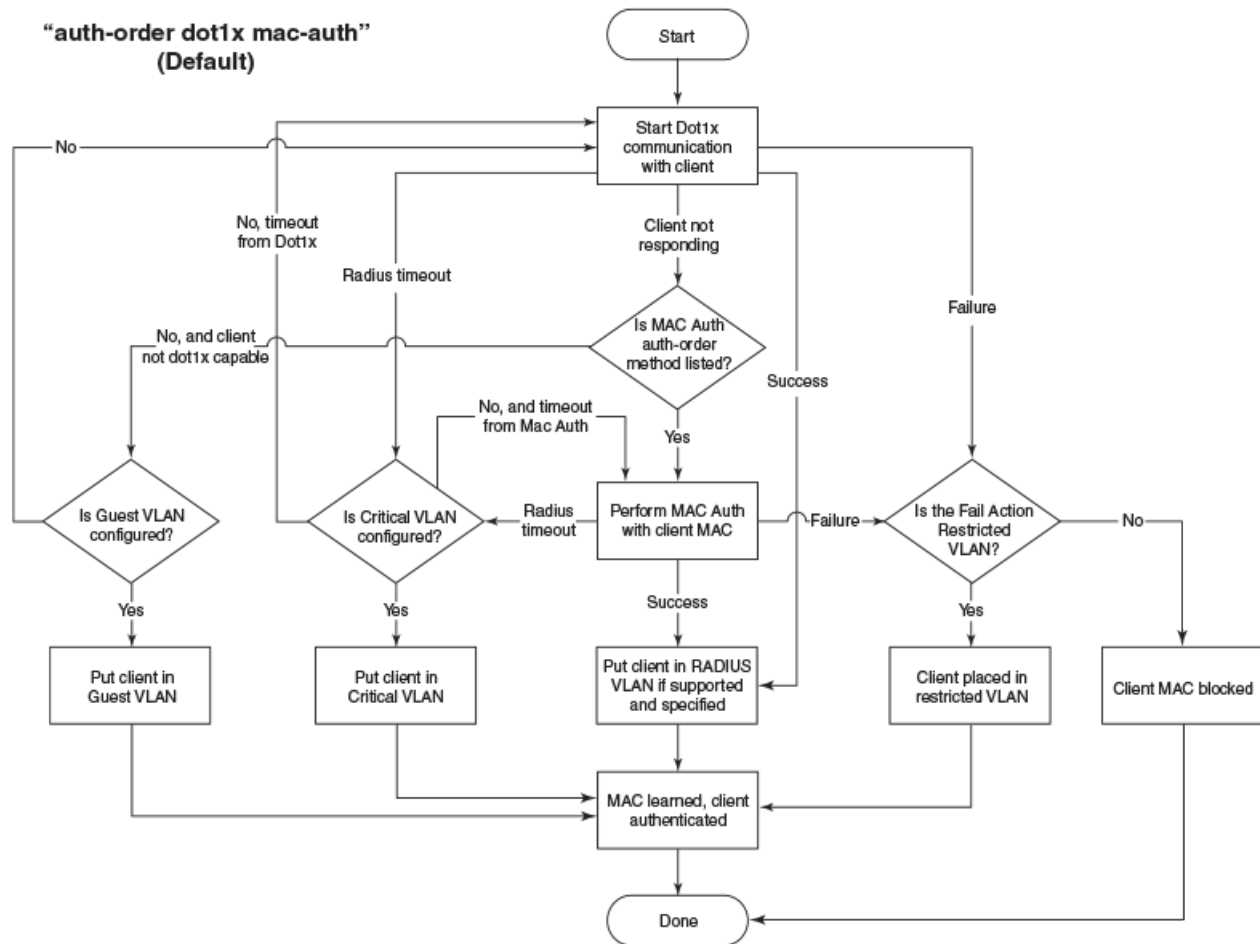 “auth-order dot1x mac-auth”
(Default)
Start
Start Dot1x
communication
with client
No
No, timeout
from Dot1x
Client not
responding
Radius timeout
Failure
No, and client
not dot1x capable
Is MAC Auth
auth-order
method listed?
Success
No, and timeout
from Mac Auth
Yes
Is Guest VLAN
configured?
Is Critical VLAN
configured?
Radius
timeout
Perform MAC Auth
with client MAC
Failure
Is the Fail Action
Restricted
VLAN?
No
Yes
Yes
Success
Yes
Put client in
Guest VLAN
Put client in
Critical VLAN
Put client in RADIUS
VLAN if supported
and specified
Client placed in
restricted VLAN
Client MAC blocked
MAC learned, client
authenticated
Done